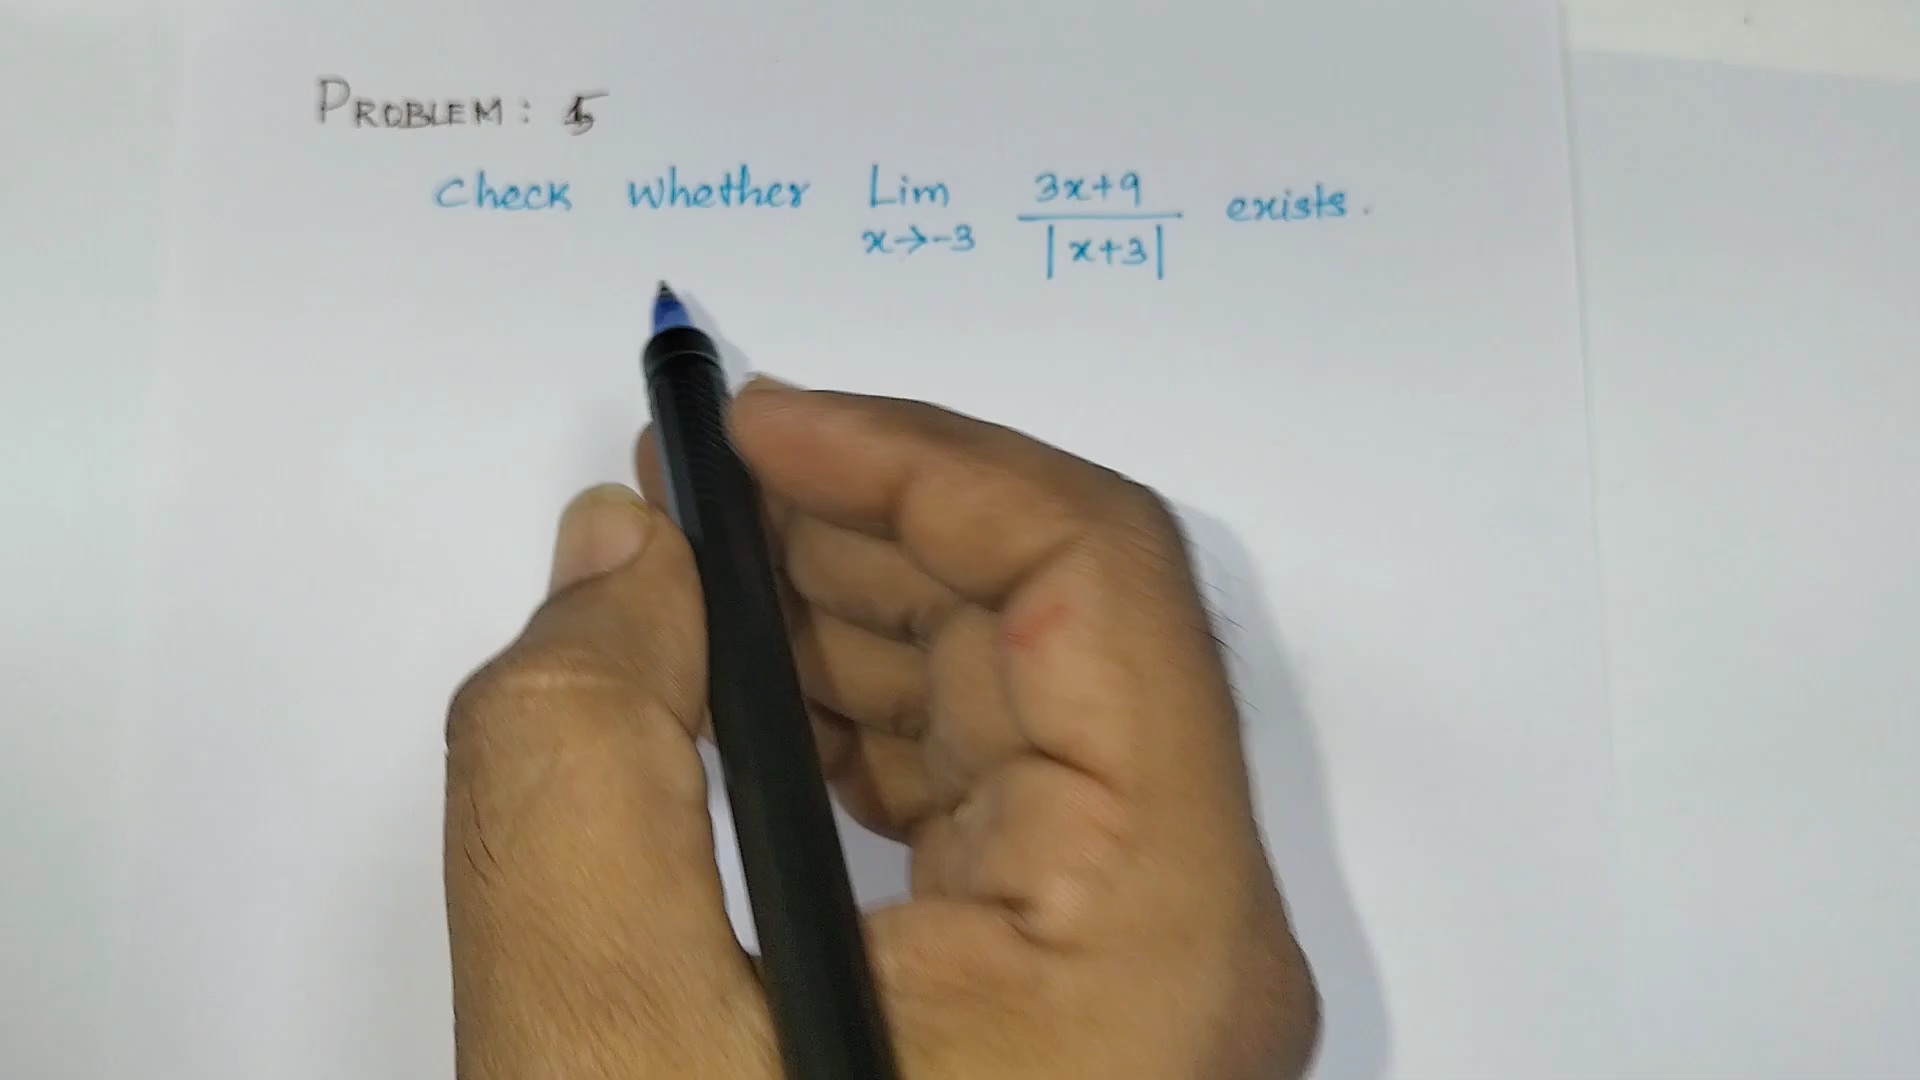 PROBLEM: 5
Check whether Lim x→-3 3x+9 / |x+3| exists.